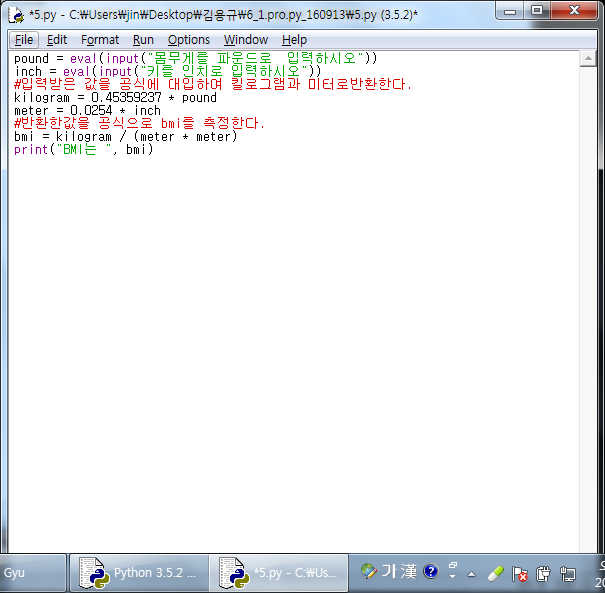 *5.py - C:₩Users₩jin₩Desktop₩김용규₩6_1.pro.py_160913₩5.py (3.5.2)*
File Edit Format Run Options Window Help
pound = eval(input("몸무게를 파운드로  입력하시오"))
inch = eval(input("키를 인치로 입력하시오"))
#입력받은 값을 공식에 대입하여 킬로그램과 미터로반환한다.
kilogram = 0.45359237 * pound
meter = 0.0254 * inch
#반환한값을 공식으로 bmi를 측정한다.
bmi = kilogram / (meter * meter)
print("BMI는 ", bmi)
Gyu Python 3.5.2 ... *5.py - C:₩Us... 가 漢